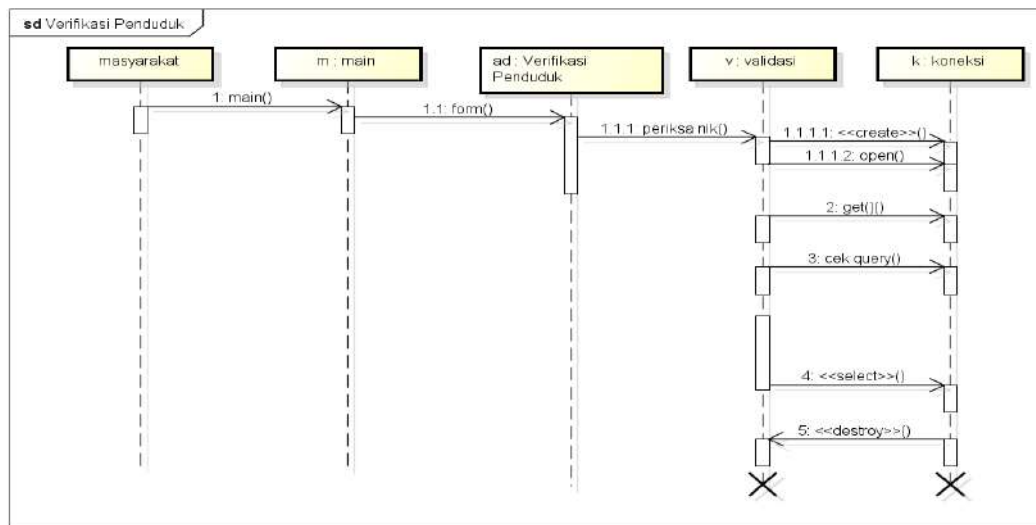 sd Verifikasi Penduduk
masyarakat
m : main
ad : Verifikasi
Penduduk
v : validasi
k : koneksi
1: main()
1.1: form()
1.1.1 periksa nik()
1.1.1.1: <<create>>()
1.1.1.2: open()
2: get()()
3: cek query()
4: <<select>>()
5: <<destroy>>()